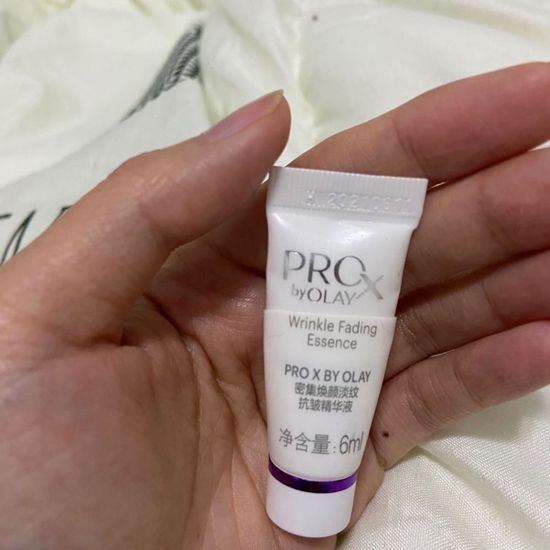 PROX
by OLAY
Wrinkle Fading
Essence
PRO X BY OLAY
密集焕颜淡纹
抗皱精华液
净含量:6ml